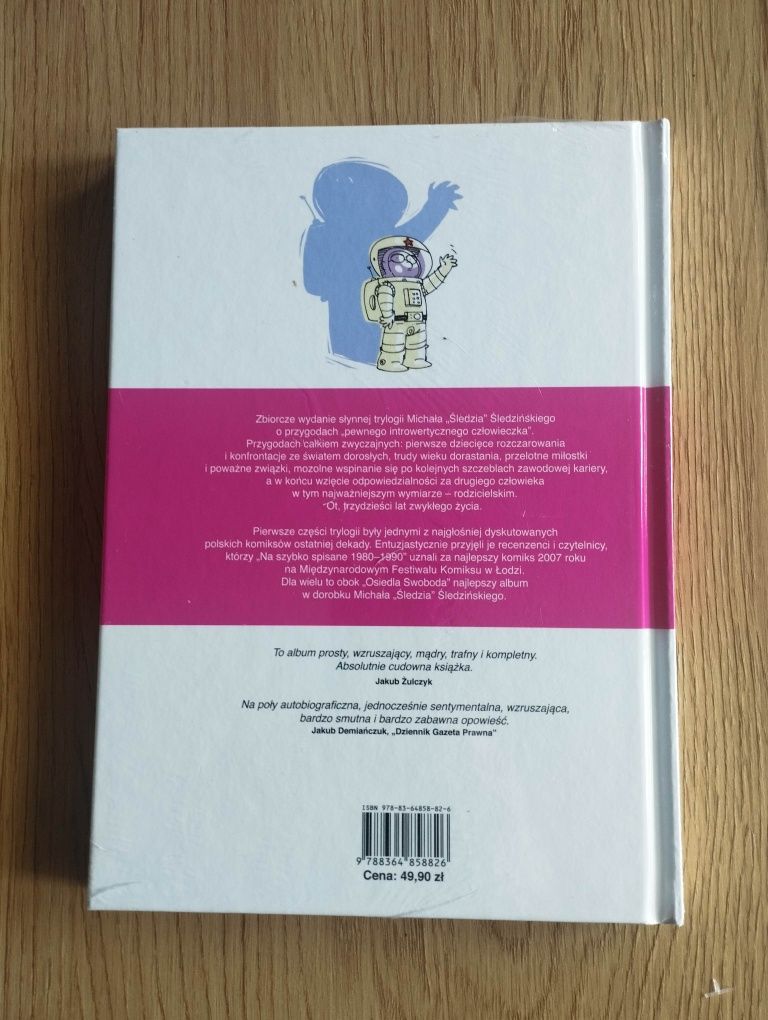 Zbiorcze wydanie słynnej trylogii Michała „Śledzia” Śledzińskiego
o przygodach „pewnego introwertycznego człowieczka”.
Przygodach całkiem zwyczajnych: pierwsze dziecięce rozczarowania
i konfrontacje ze światem dorosłych, trudy wieku dorastania, przelotne miłostki
i poważne związki, mozolne wspinanie się po kolejnych szczeblach zawodowej kariery,
a w końcu wzięcie odpowiedzialności za drugiego człowieka
w tym najważniejszym wymiarze – rodzicielskim.
Ot, trzydzieści lat zwykłego życia.
Pierwsze części trylogii były jednymi z najgłośniej dyskutowanych
polskich komiksów ostatniej dekady. Entuzjastycznie przyjęli je recenzenci i czytelnicy,
którzy „Na szybko spisane 1980–1990” uznali za najlepszy komiks 2007 roku
na Międzynarodowym Festiwalu Komiksu w Łodzi.
Dla wielu to obok „Osiedla Swoboda” najlepszy album
w dorobku Michała „Śledzia” Śledzińskiego.
To album prosty, wzruszający, mądry, trafny i kompletny.
Absolutnie cudowna książka.
Jakub Żulczyk
Na poły autobiograficzna, jednocześnie sentymentalna, wzruszająca,
bardzo smutna i bardzo zabawna opowieść.
Jakub Demiańczuk, „Dziennik Gazeta Prawna”
ISBN 978-83-64858-82-6
9 788364 858826
Cena: 49,90 zł